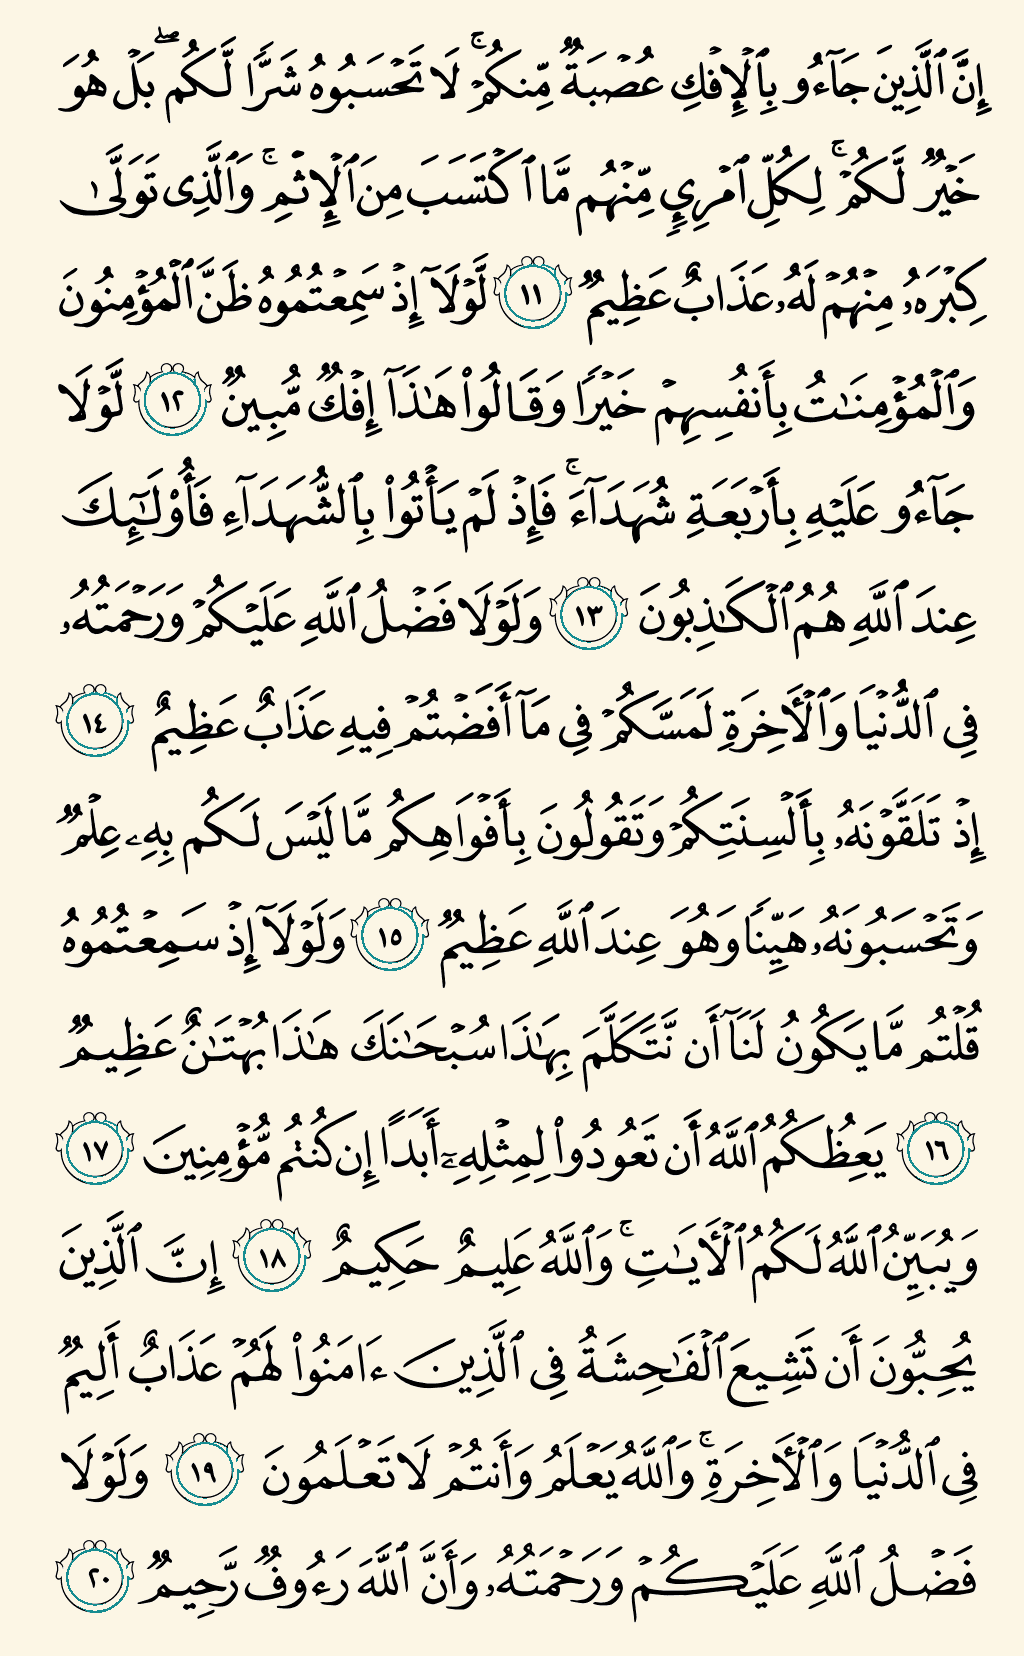 إِنَّ ٱلَّذِينَ جَآءُو بِٱلْإِفْكِ عُصْبَةٌ مِّنكُمْ ۚ لَا تَحْسَبُوهُ شَرًّا لَّكُم ۖ بَلْ هُوَ
خَيْرٌ لَّكُمْ ۚ لِكُلِّ ٱمْرِئٍ مِّنْهُم مَّا ٱكْتَسَبَ مِنَ ٱلْإِثْمِ ۚ وَٱلَّذِى تَوَلَّىٰ
كِبْرَهُۥ مِنْهُمْ لَهُۥ عَذَابٌ عَظِيمٌ ١١ لَّوْلَآ إِذْ سَمِعْتُمُوهُ ظَنَّ ٱلْمُؤْمِنُونَ
وَٱلْمُؤْمِنَـٰتُ بِأَنفُسِهِمْ خَيْرًا وَقَالُوا۟ هَـٰذَآ إِفْكٌ مُّبِينٌ ١٢ لَّوْلَا
جَآءُو عَلَيْهِ بِأَرْبَعَةِ شُهَدَآءَ ۚ فَإِذْ لَمْ يَأْتُوا۟ بِٱلشُّهَدَآءِ فَأُو۟لَـٰٓئِكَ
عِندَ ٱللَّهِ هُمُ ٱلْكَـٰذِبُونَ ١٣ وَلَوْلَا فَضْلُ ٱللَّهِ عَلَيْكُمْ وَرَحْمَتُهُۥ
فِى ٱلدُّنْيَا وَٱلْـَٔاخِرَةِ لَمَسَّكُمْ فِى مَآ أَفَضْتُمْ فِيهِ عَذَابٌ عَظِيمٌ ١٤
إِذْ تَلَقَّوْنَهُۥ بِأَلْسِنَتِكُمْ وَتَقُولُونَ بِأَفْوَاهِكُم مَّا لَيْسَ لَكُم بِهِۦ عِلْمٌ
وَتَحْسَبُونَهُۥ هَيِّنًا وَهُوَ عِندَ ٱللَّهِ عَظِيمٌ ١٥ وَلَوْلَآ إِذْ سَمِعْتُمُوهُ
قُلْتُم مَّا يَكُونُ لَنَآ أَن نَّتَكَلَّمَ بِهَـٰذَا سُبْحَـٰنَكَ هَـٰذَا بُهْتَـٰنٌ عَظِيمٌ
١٦ يَعِظُكُمُ ٱللَّهُ أَن تَعُودُوا۟ لِمِثْلِهِۦٓ أَبَدًا إِن كُنتُم مُّؤْمِنِينَ ١٧
وَيُبَيِّنُ ٱللَّهُ لَكُمُ ٱلْـَٔايَـٰتِ ۚ وَٱللَّهُ عَلِيمٌ حَكِيمٌ ١٨ إِنَّ ٱلَّذِينَ
يُحِبُّونَ أَن تَشِيعَ ٱلْفَـٰحِشَةُ فِى ٱلَّذِينَ ءَامَنُوا۟ لَهُمْ عَذَابٌ أَلِيمٌ
فِى ٱلدُّنْيَا وَٱلْـَٔاخِرَةِ ۚ وَٱللَّهُ يَعْلَمُ وَأَنتُمْ لَا تَعْلَمُونَ ١٩ وَلَوْلَا
فَضْلُ ٱللَّهِ عَلَيْكُمْ وَرَحْمَتُهُۥ وَأَنَّ ٱللَّهَ رَءُوفٌ رَّحِيمٌ ٢٠